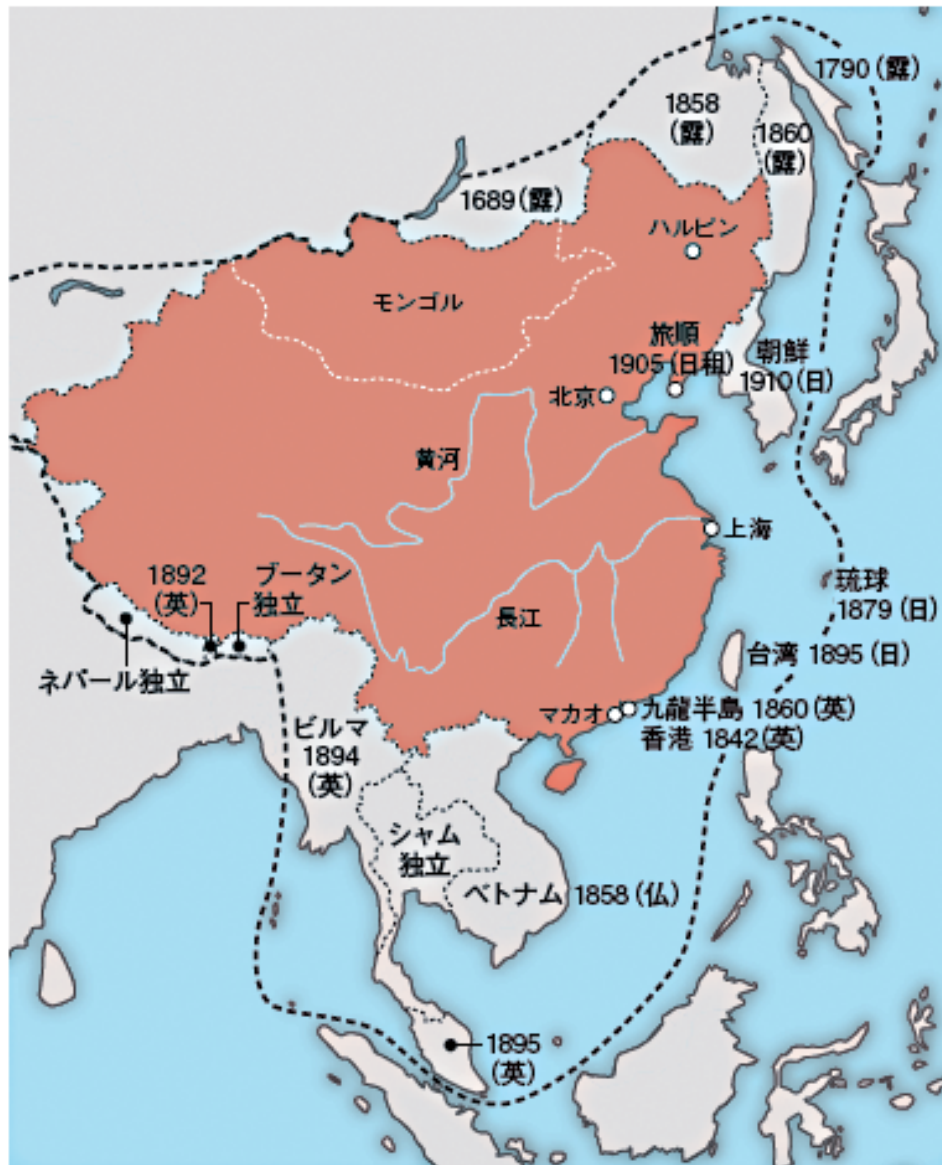 1790(露)
1858
(露)
1860
(露)
1689(露)
ハルビン
モンゴル
旅順
1905(日租)
朝鮮
1910(日)
北京
黄河
上海
1892
(英)
ブータン
独立
長江
琉球
1879(日)
台湾 1895(日)
ネパール独立
マカオ
九龍半島 1860(英)
香港 1842(英)
ビルマ
1894
(英)
シャム
独立
ベトナム 1858(仏)
1895
(英)